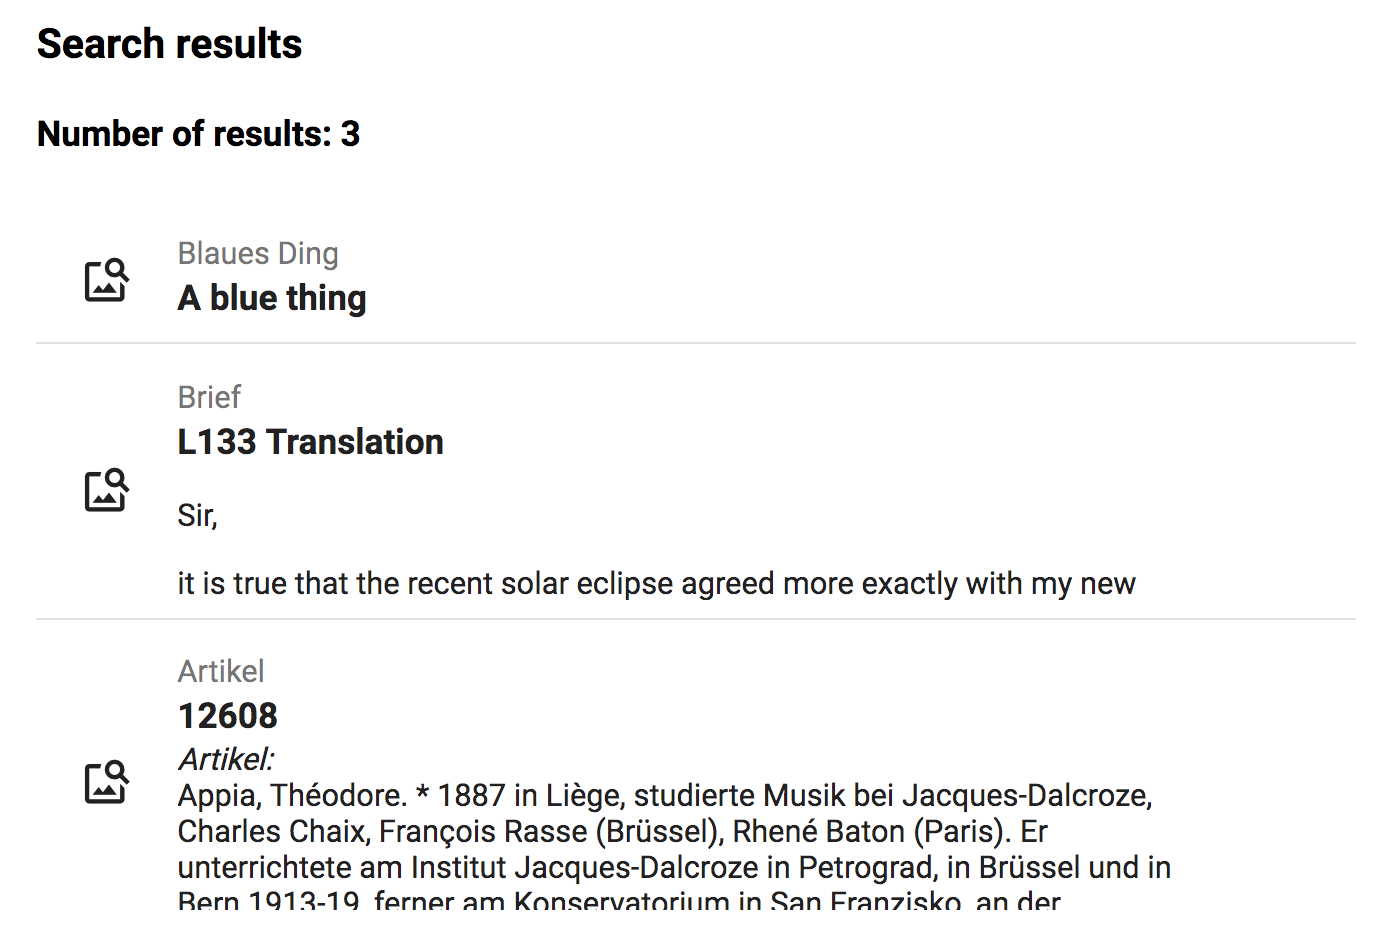 Search results
Number of results: 3
Blaues Ding
A blue thing
Brief
L133 Translation
Sir,
it is true that the recent solar eclipse agreed more exactly with my new
Artikel
12608
Artikel:
Appia, Théodore. * 1887 in Liège, studierte Musik bei Jacques-Dalcroze,
Charles Chaix, François Rasse (Brüssel), Rhené Baton (Paris). Er
unterrichtete am Institut Jacques-Dalcroze in Petrograd, in Brüssel und in
Bern 1913-19, ferner am Konservatorium in San Franzisko, an der